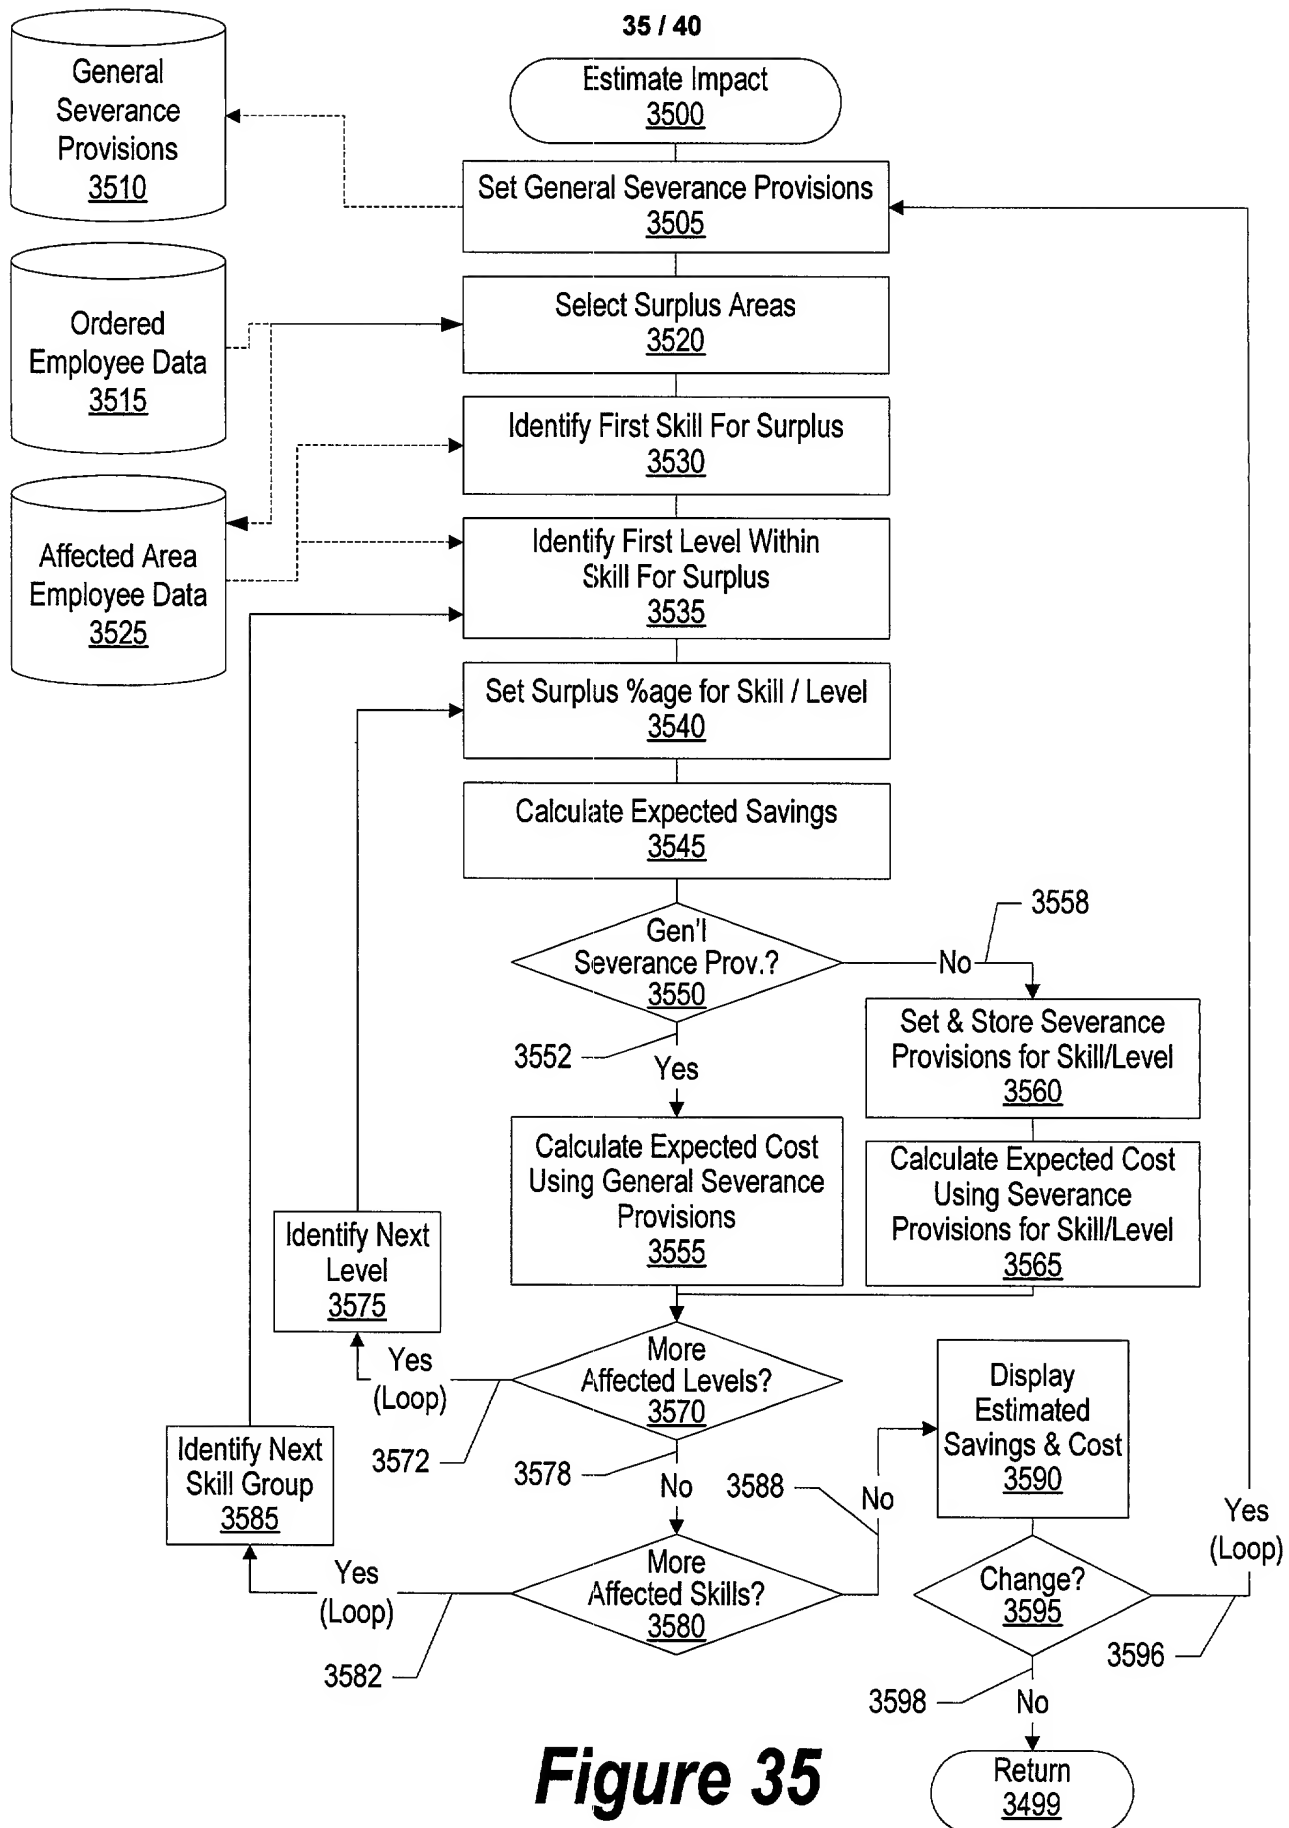 35 / 40
Estimate Impact
3500
General
Severance
Provisions
3510
Set General Severance Provisions
3505
Ordered
Employee Data
3515
Select Surplus Areas
3520
Identify First Skill For Surplus
3530
Affected Area
Employee Data
3525
Identify First Level Within
Skill For Surplus
3535
Set Surplus %age for Skill / Level
3540
Calculate Expected Savings
3545
Gen'l
Severance Prov.?
3550
3558
No
3552
Yes
Set & Store Severance
Provisions for Skill/Level
3560
Calculate Expected Cost
Using General Severance
Provisions
3555
Calculate Expected Cost
Using Severance
Provisions for Skill/Level
3565
Identify Next
Level
3575
More
Affected Levels?
3570
Yes
(Loop)
3572
3578
No
Identify Next
Skill Group
3585
More
Affected Skills?
3580
Yes
(Loop)
3582
3588
No
Display
Estimated
Savings & Cost
3590
Change?
3595
Yes
(Loop)
3596
3598
No
Return
3499
Figure 35